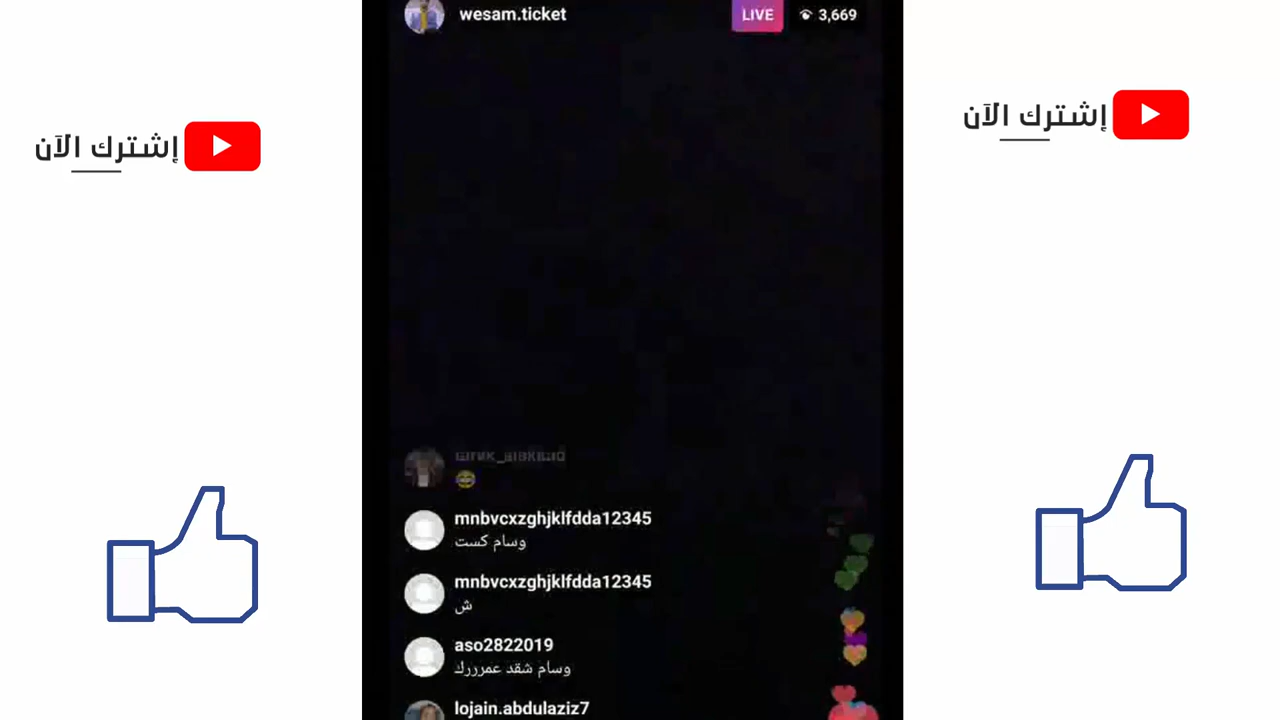 wesam.ticket LIVE 3,669
إشترك الآن
إشترك الآن
mnbvcxzghjklfdda12345
وسام كست
mnbvcxzghjklfdda12345
ش
aso2822019
وسام شقد عمرررك
lojain.abdulaziz7